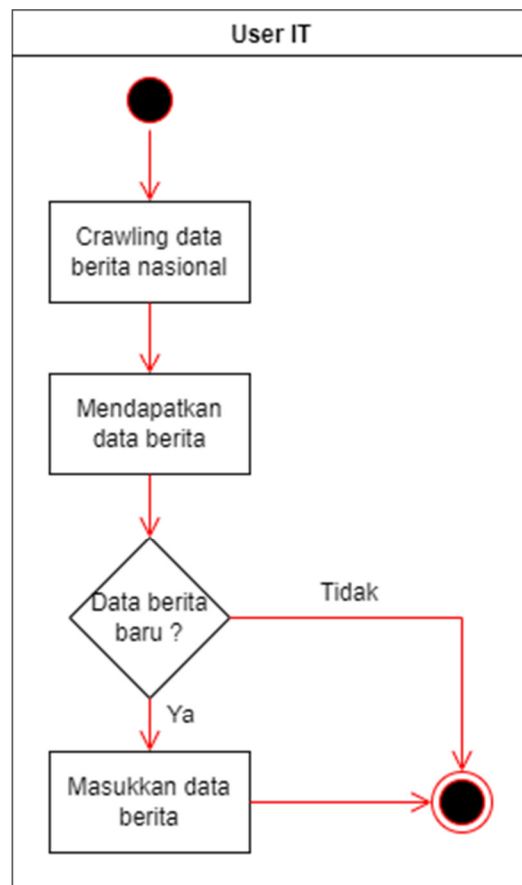 User IT
Crawling data
berita nasional
Mendapatkan
data berita
Data berita
baru ?
Tidak
Ya
Masukkan data
berita